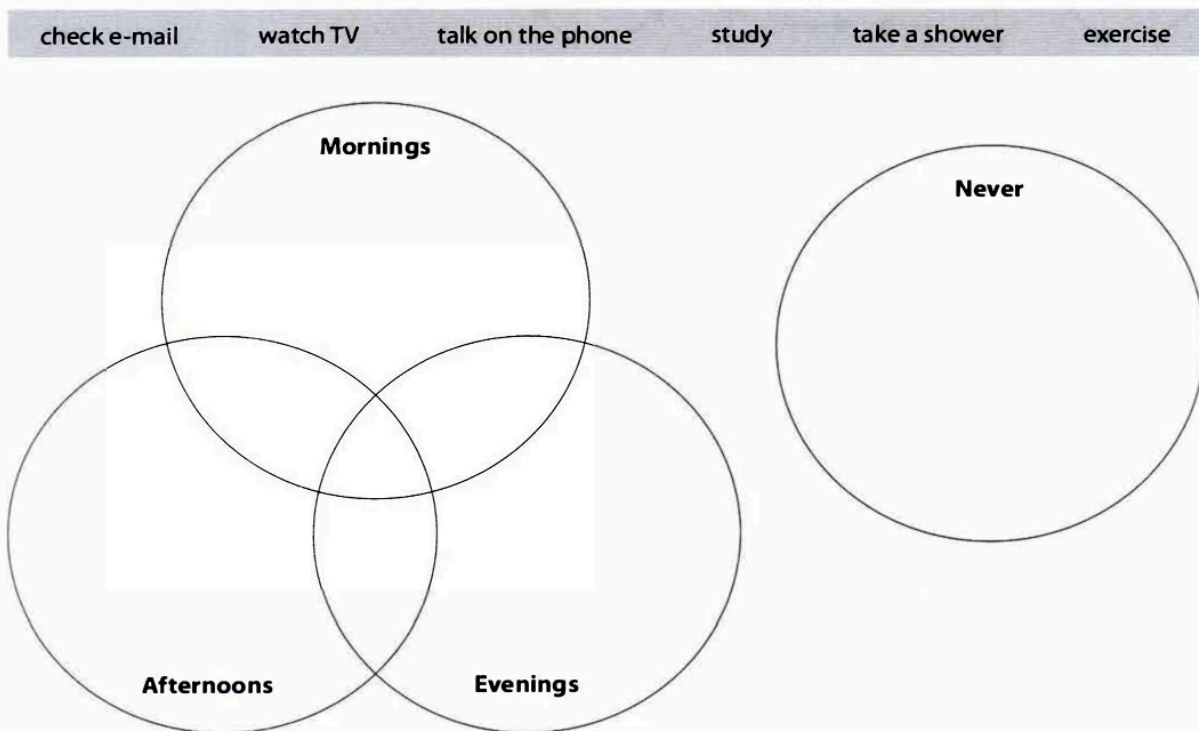 check e-mail watch TV talk on the phone study take a shower exercise
Mornings
Never
Afternoons Evenings